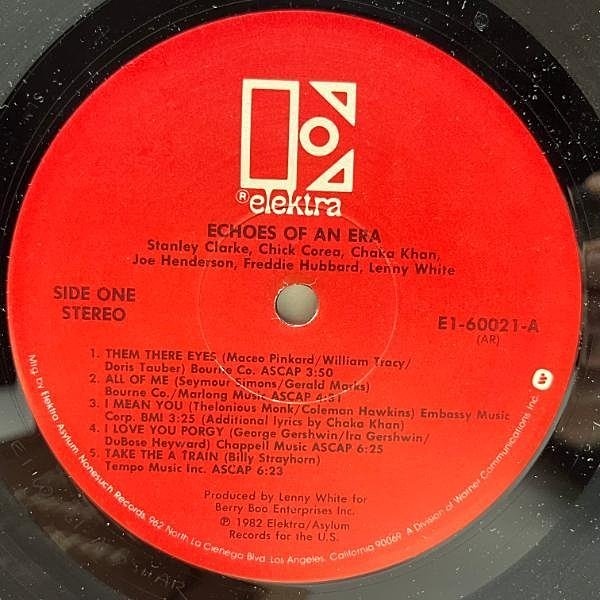 ® elektra
ECHOES OF AN ERA
Stanley Clarke, Chick Corea, Chaka Khan,
Joe Henderson, Freddie Hubbard, Lenny White
SIDE ONE
STEREO
E1-60021-A
(AR)
1. THEM THERE EYES (Maceo Pinkard/William Tracy/
Doris Tauber) Bourne Co. ASCAP 3:50
2. ALL OF ME (Seymour Simons/Gerald Marks)
Bourne Co./Marlong Music ASCAP 4:51
3. I MEAN YOU (Thelonious Monk/Coleman Hawkins) Embassy Music
Corp. BMI 3:25 (Additional lyrics by Chaka Khan)
4. I LOVE YOU PORGY (George Gershwin/Ira Gershwin/
DuBose Heyward) Chappell Music ASCAP 6:25
5. TAKE THE A TRAIN (Billy Strayhorn)
Tempo Music Inc. ASCAP 6:23
Produced by Lenny White for
Berry Boo Enterprises Inc.
℗ 1982 Elektra/Asylum
Records for the U.S.
Mfg. by Elektra, Asylum, Nonesuch Records, 962 North La Cienega Blvd. Los Angeles, California 90069. A Division of Warner Communications Inc.